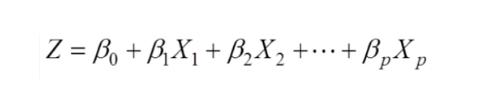 Z = β₀ + β₁X₁ + β₂X₂ + ⋯ + βₚXₚ